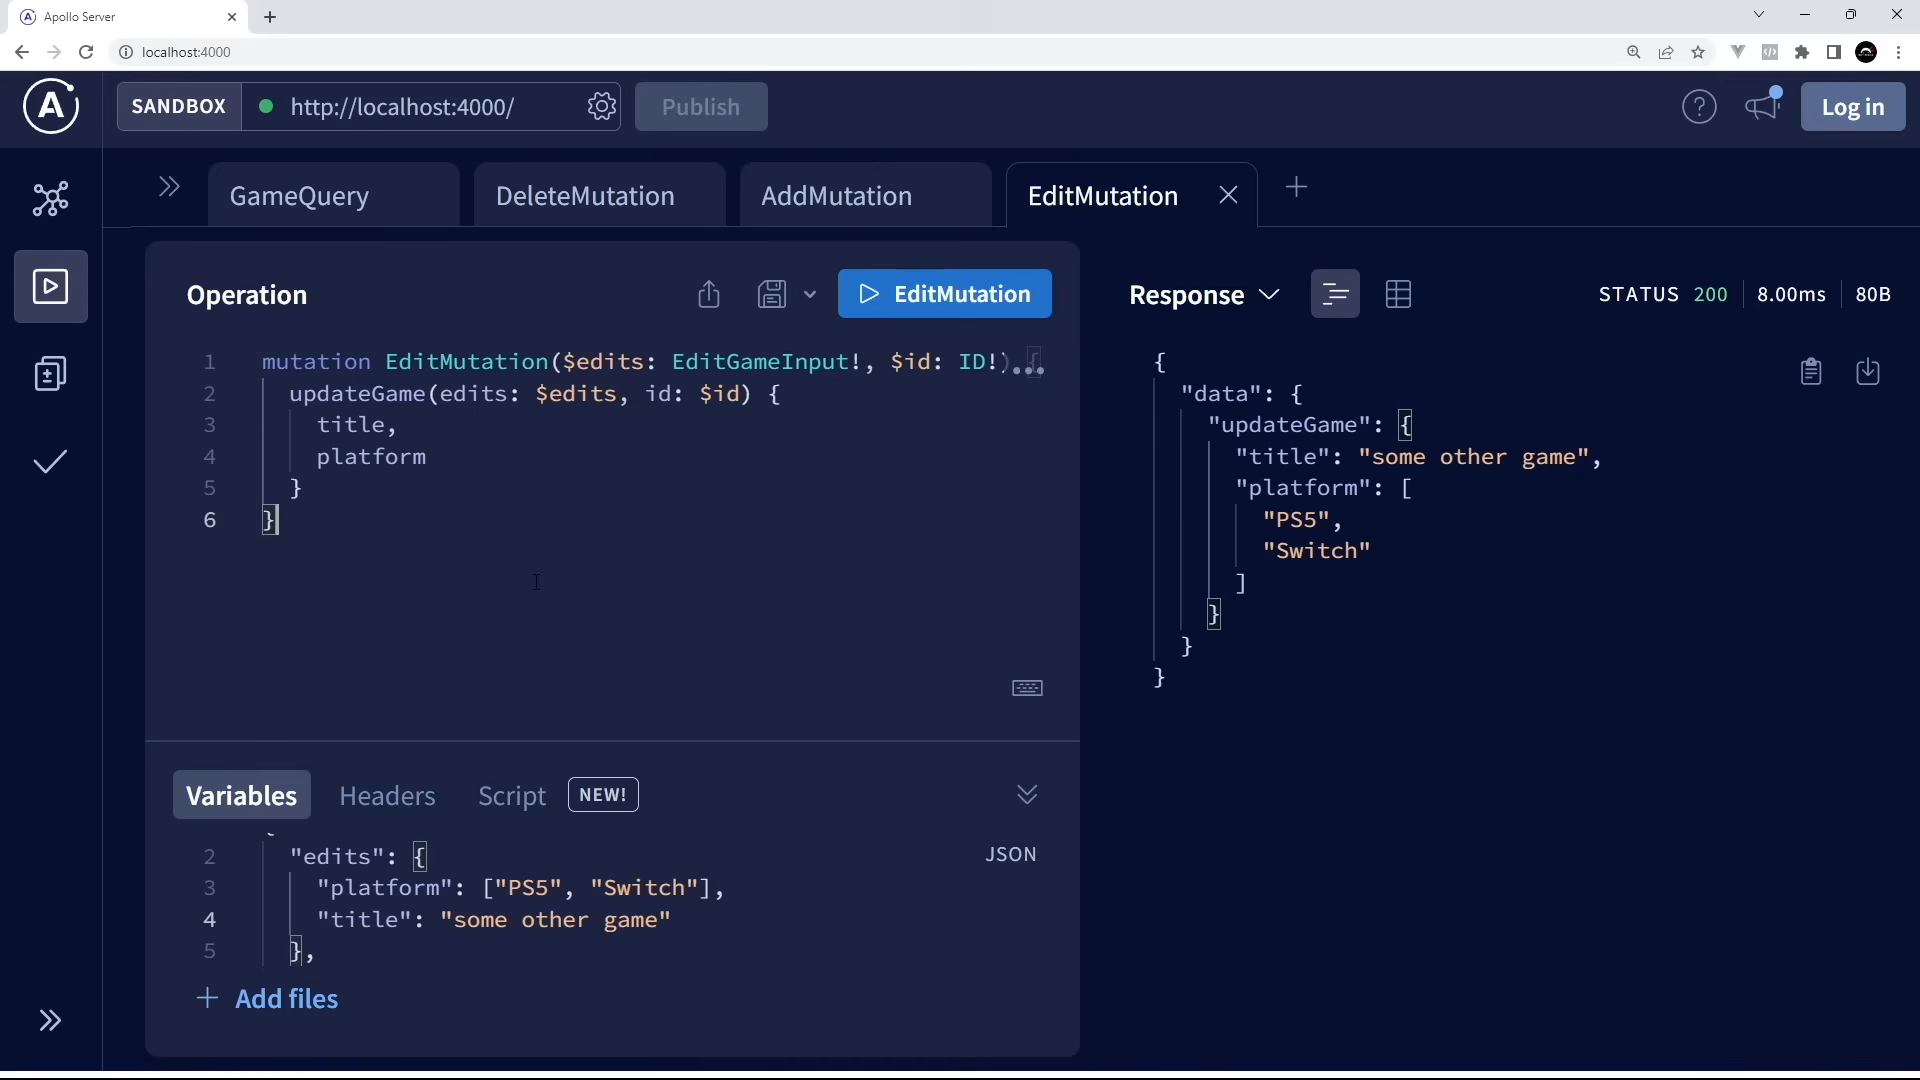 Apollo Server
localhost:4000
SANDBOX http://localhost:4000/ Publish Log in
GameQuery DeleteMutation AddMutation EditMutation
Operation EditMutation
1 mutation EditMutation($edits: EditGameInput!, $id: ID!) {
2 updateGame(edits: $edits, id: $id) {
3 title,
4 platform
5 }
6 }
Variables Headers Script NEW!
JSON
2 "edits": {
3 "platform": ["PS5", "Switch"],
4 "title": "some other game"
5 },
+ Add files
Response STATUS 200 8.00ms 80B
{
"data": {
"updateGame": {
"title": "some other game",
"platform": [
"PS5",
"Switch"
]
}
}
}